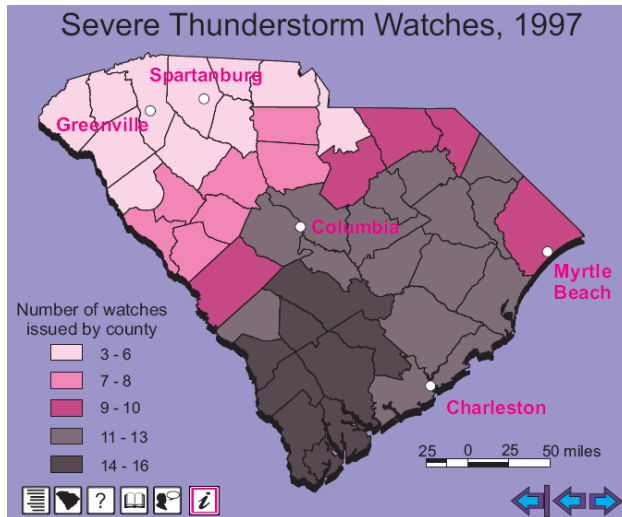 Severe Thunderstorm Watches, 1997
Spartanburg
Greenville
Columbia
Myrtle
Beach
Charleston
Number of watches
issued by county
3 - 6
7 - 8
9 - 10
11 - 13
14 - 16
25 0 25 50 miles
? i